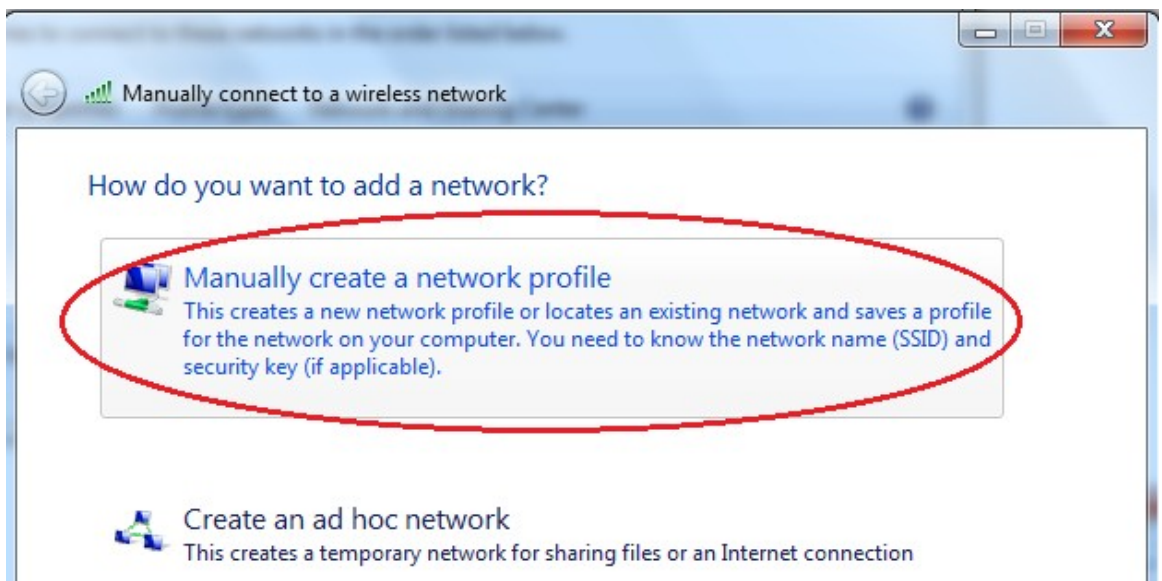 Manually connect to a wireless network
How do you want to add a network?
Manually create a network profile
This creates a new network profile or locates an existing network and saves a profile
for the network on your computer. You need to know the network name (SSID) and
security key (if applicable).
Create an ad hoc network
This creates a temporary network for sharing files or an Internet connection